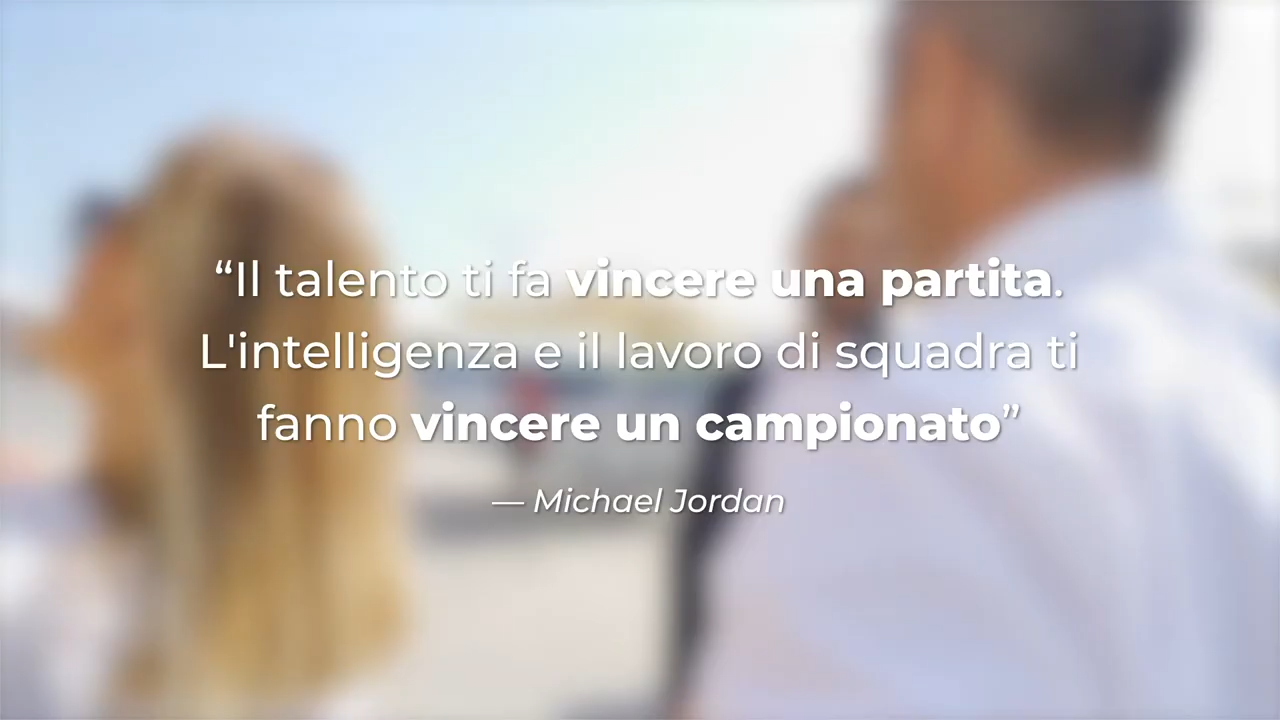 “Il talento ti fa vincere una partita.
L'intelligenza e il lavoro di squadra ti
fanno vincere un campionato”
— Michael Jordan